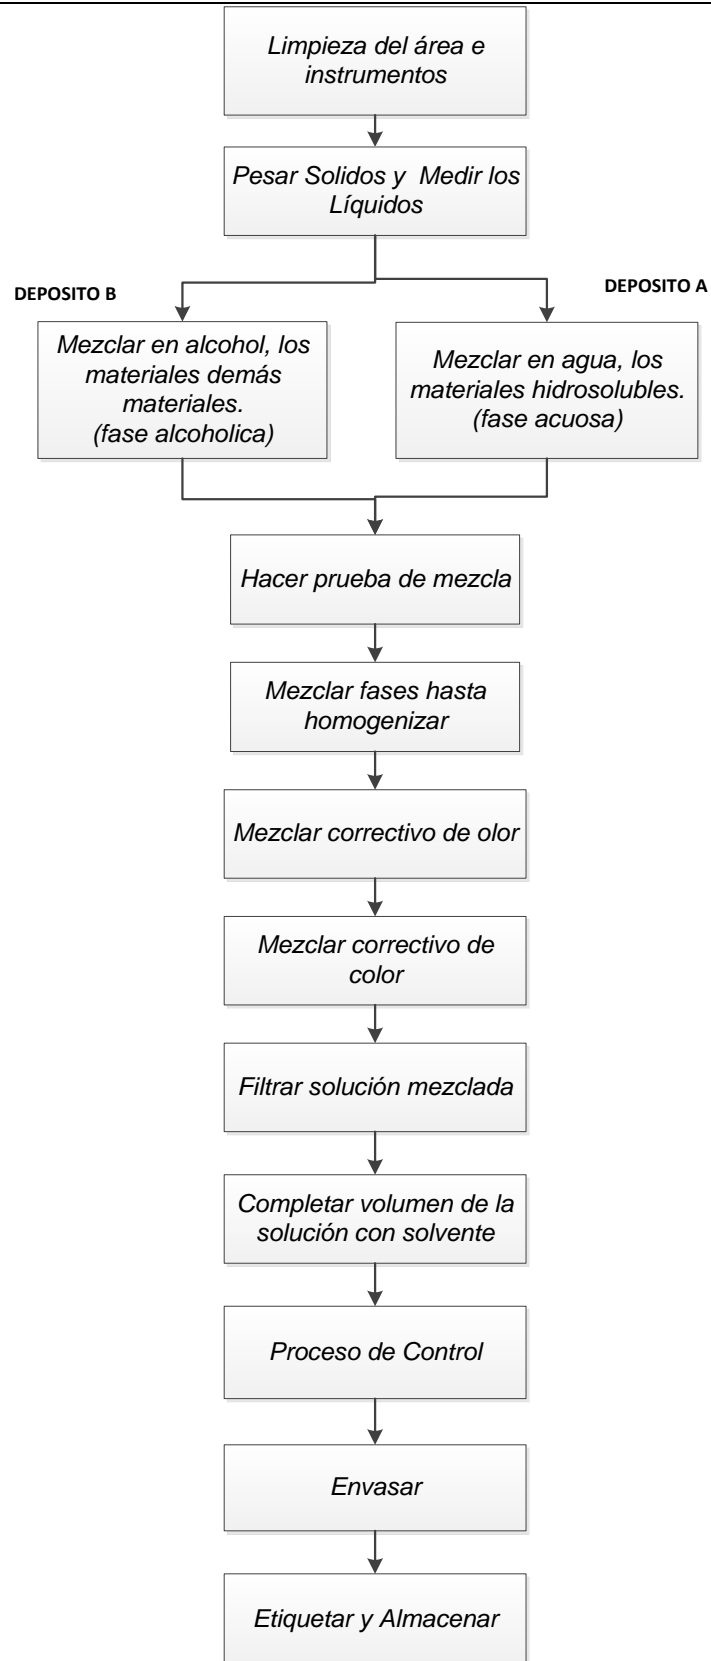 Limpieza del área e
instrumentos
Pesar Solidos y Medir los
Líquidos
DEPOSITO B
DEPOSITO A
Mezclar en alcohol, los
materiales demás
materiales.
(fase alcoholica)
Mezclar en agua, los
materiales hidrosolubles.
(fase acuosa)
Hacer prueba de mezcla
Mezclar fases hasta
homogenizar
Mezclar correctivo de olor
Mezclar correctivo de
color
Filtrar solución mezclada
Completar volumen de la
solución con solvente
Proceso de Control
Envasar
Etiquetar y Almacenar